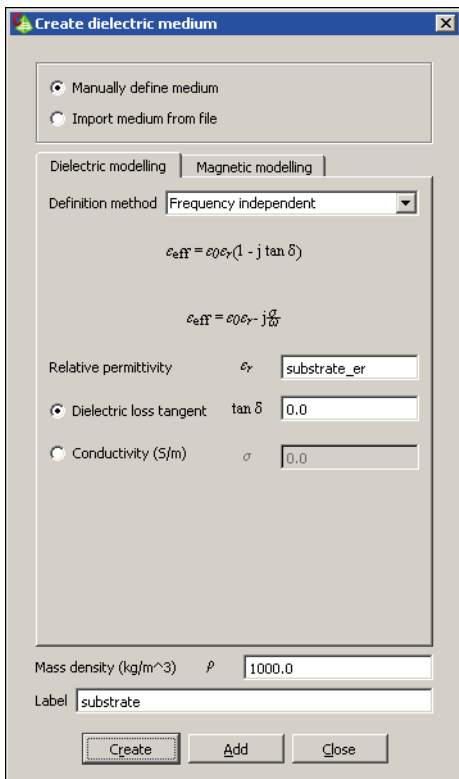 Create dielectric medium
Manually define medium
Import medium from file
Dielectric modelling Magnetic modelling
Definition method Frequency independent
εeff = ε0εr(1 - j tan δ)
εeff = ε0εr- j σ/ω
Relative permittivity εr substrate_er
Dielectric loss tangent tan δ 0.0
Conductivity (S/m) σ 0.0
Mass density (kg/m^3) ρ 1000.0
Label substrate
Create Add Close